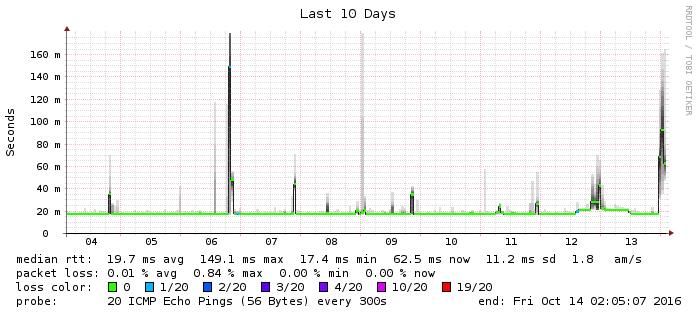 Last 10 Days
RRDTOOL / TOBI OETIKER
Seconds
160 m
140 m
120 m
100 m
80 m
60 m
40 m
20 m
0
04 05 06 07 08 09 10 11 12 13
median rtt: 19.7 ms avg 149.1 ms max 17.4 ms min 62.5 ms now 11.2 ms sd 1.8 am/s
packet loss: 0.01 % avg 0.84 % max 0.00 % min 0.00 % now
loss color: 0 1/20 2/20 3/20 4/20 10/20 19/20
probe: 20 ICMP Echo Pings (56 Bytes) every 300s end: Fri Oct 14 02:05:07 2016